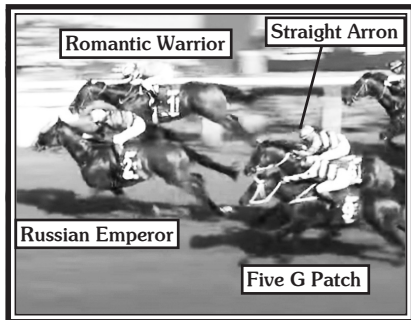 Romantic Warrior
Straight Arron
Russian Emperor
Five G Patch